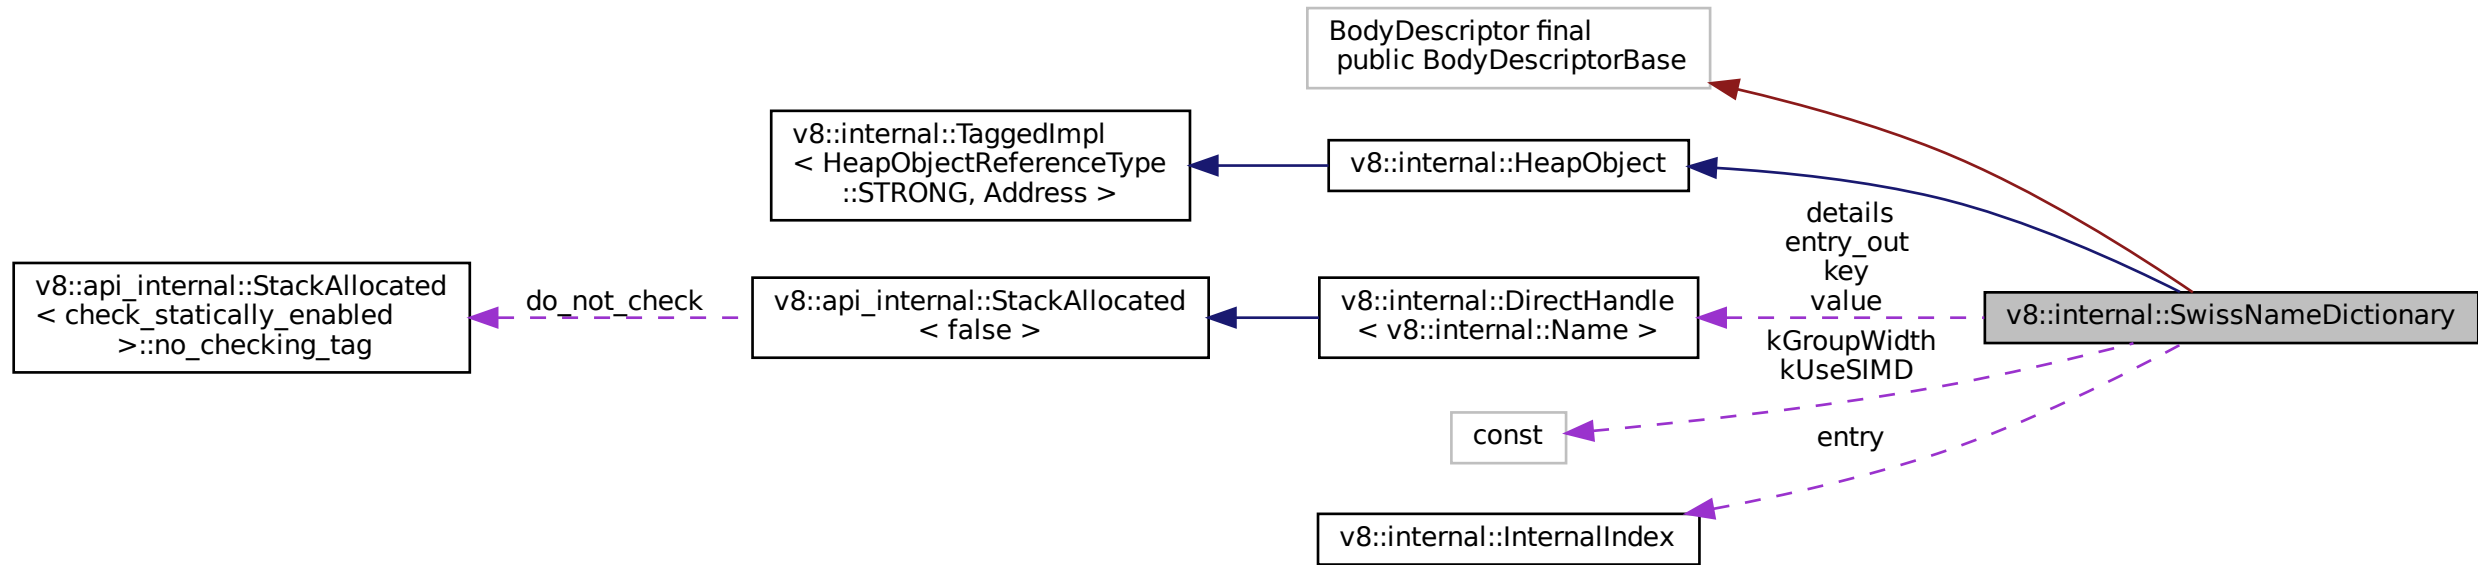 BodyDescriptor final
public BodyDescriptorBase
v8::internal::TaggedImpl
< HeapObjectReferenceType
::STRONG, Address >
v8::internal::HeapObject
details
entry_out
key
value
v8::api_internal::StackAllocated
< check_statically_enabled
>::no_checking_tag
do_not_check
v8::api_internal::StackAllocated
< false >
v8::internal::DirectHandle
< v8::internal::Name >
v8::internal::SwissNameDictionary
kGroupWidth
kUseSIMD
const
entry
v8::internal::InternalIndex